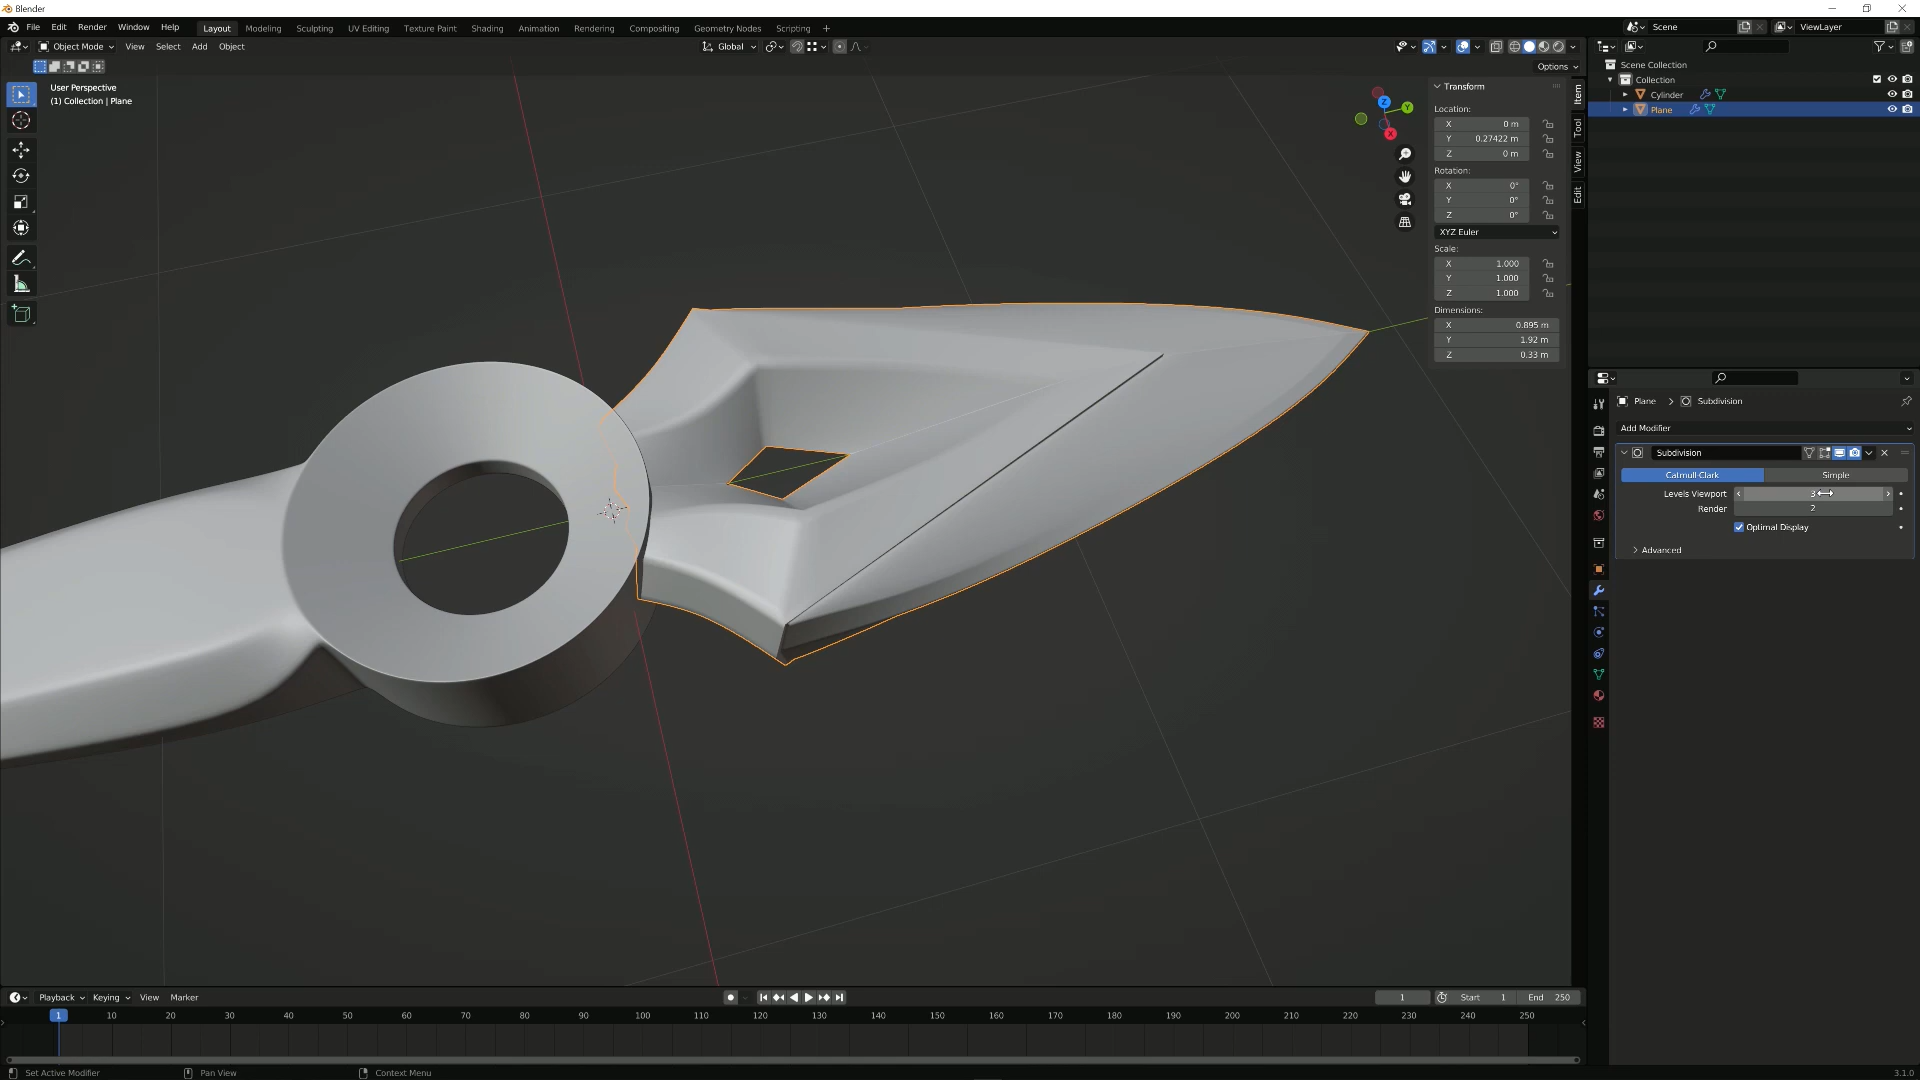 Blender
File Edit Render Window Help Layout Modeling Sculpting UV Editing Texture Paint Shading Animation Rendering Compositing Geometry Nodes Scripting + Scene ViewLayer
Object Mode View Select Add Object Global
Options
User Perspective
(1) Collection | Plane
Z
Y
X
Transform
Location:
X 0 m
Y 0.27422 m
Z 0 m
Rotation:
X 0°
Y 0°
Z 0°
XYZ Euler
Scale:
X 1.000
Y 1.000
Z 1.000
Dimensions:
X 0.895 m
Y 1.92 m
Z 0.33 m
Item
Tool
View
Edit
Scene Collection
Collection
Cylinder
Plane
Plane > Subdivision
Add Modifier
Subdivision
Catmull-Clark Simple
Levels Viewport 3
Render 2
Optimal Display
Advanced
Playback Keying View Marker 1 Start 1 End 250
1 10 20 30 40 50 60 70 80 90 100 110 120 130 140 150 160 170 180 190 200 210 220 230 240 250
Set Active Modifier Pan View Context Menu 3.1.0